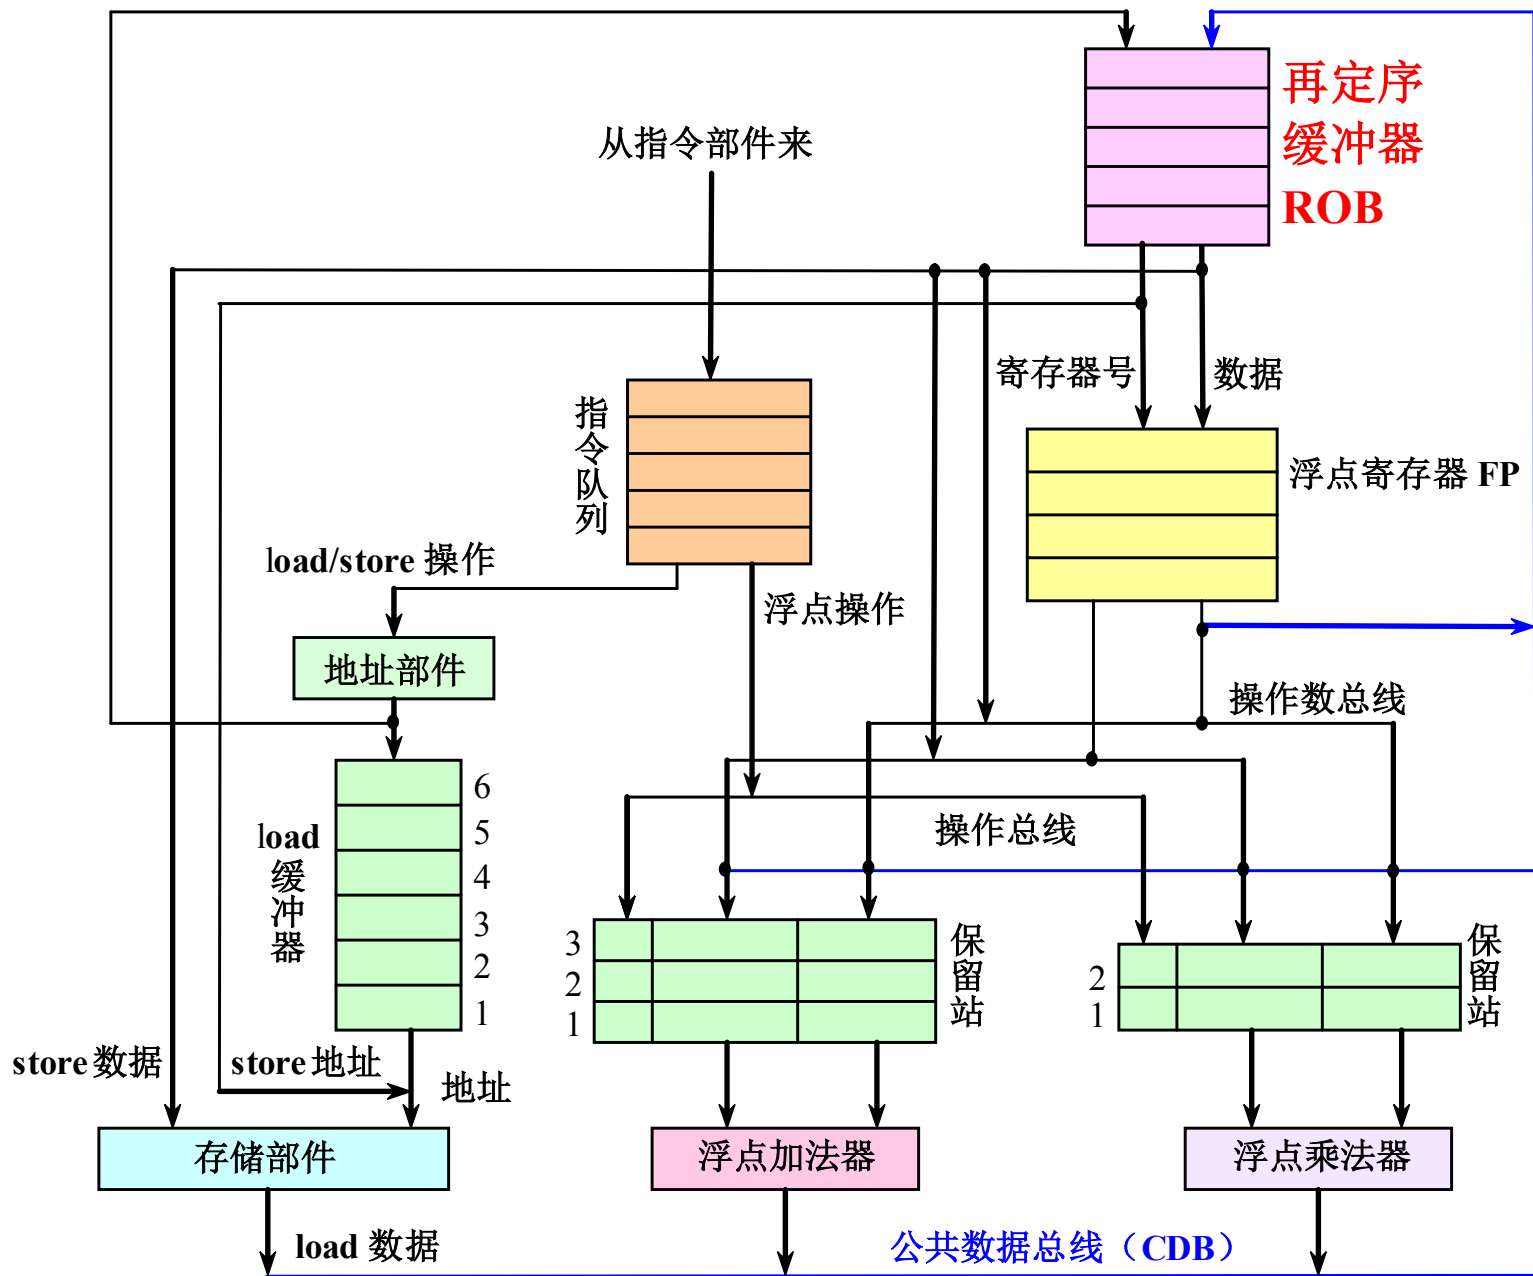 再定序
缓冲器
ROB
从指令部件来
寄存器号
数据
指令队列
浮点寄存器 FP
load/store 操作
浮点操作
地址部件
操作数总线
操作总线
load
缓冲器
6
5
4
3
2
1
3
2
1
保留站
2
1
保留站
store 数据
store 地址
地址
存储部件
浮点加法器
浮点乘法器
load 数据
公共数据总线（CDB）